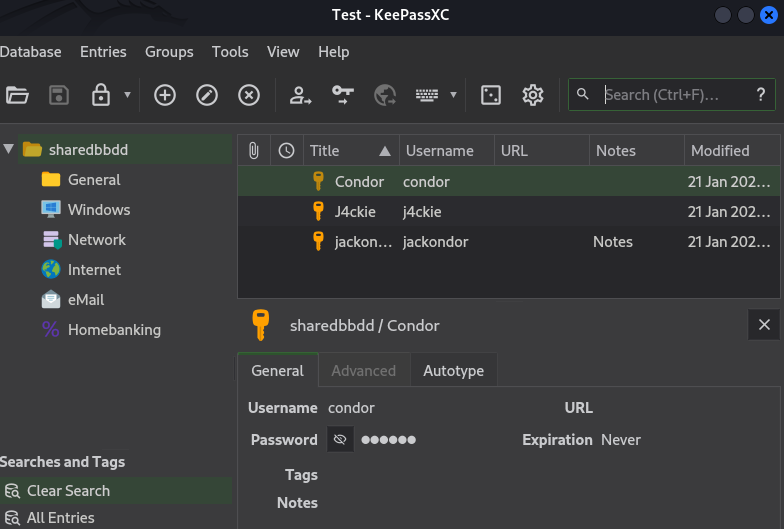 Test - KeePassXC
Database Entries Groups Tools View Help
Search (Ctrl+F)... ?
sharedbbdd
General
Windows
Network
Internet
eMail
Homebanking
Searches and Tags
Clear Search
All Entries
Title Username URL Notes Modified
Condor condor 21 Jan 202...
J4ckie j4ckie 21 Jan 202...
jackon... jackondor Notes 21 Jan 202...
sharedbbdd / Condor
General Advanced Autotype
Username condor URL
Password ●●●●●● Expiration Never
Tags
Notes